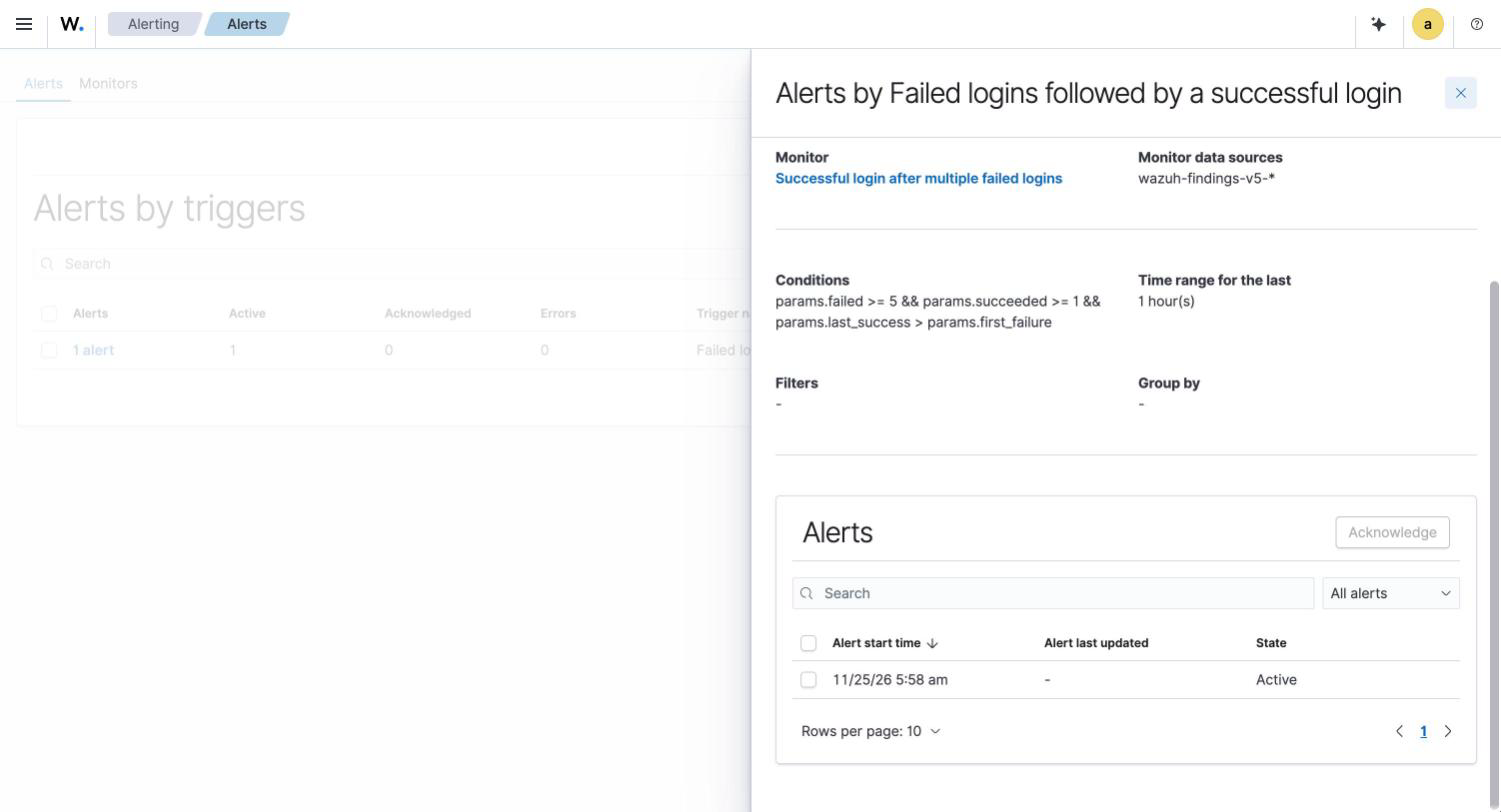 W.
Alerting
Alerts
a
Alerts
Monitors
Alerts by triggers
Search
Alerts
Active
Acknowledged
Errors
Trigger n
1 alert
1
0
0
Failed lo
Alerts by Failed logins followed by a successful login
Monitor
Successful login after multiple failed logins
Monitor data sources
wazuh-findings-v5-*
Conditions
params.failed >= 5 && params.succeeded >= 1 &&
params.last_success > params.first_failure
Time range for the last
1 hour(s)
Filters
-
Group by
-
Alerts
Acknowledge
Search
All alerts
Alert start time
Alert last updated
State
11/25/26 5:58 am
-
Active
Rows per page: 10
1